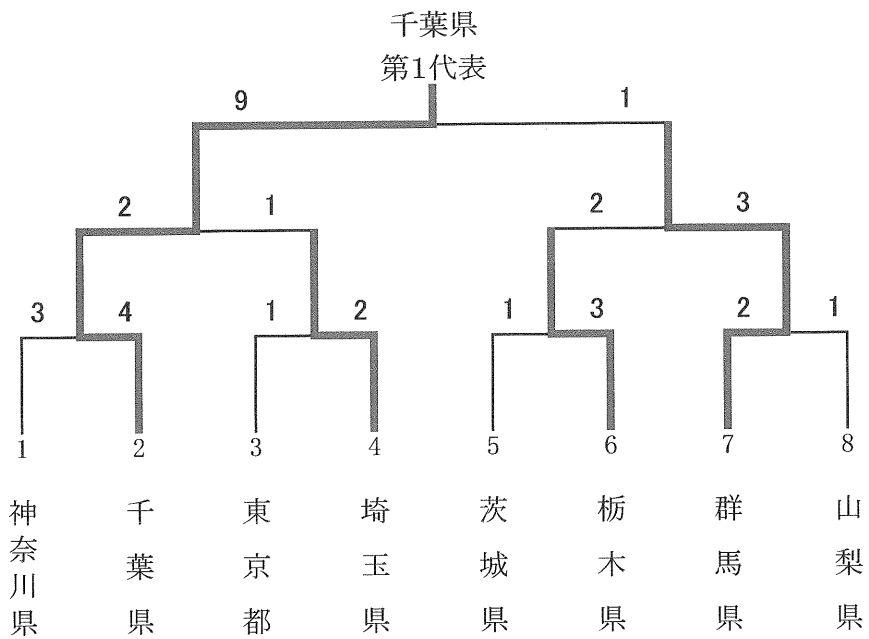 千葉県
第1代表
9 1
2 1 2 3
3 4 1 2 1 3 2 1
1 2 3 4 5 6 7 8
神奈川県
千葉県
東京都
埼玉県
茨城県
栃木県
群馬県
山梨県